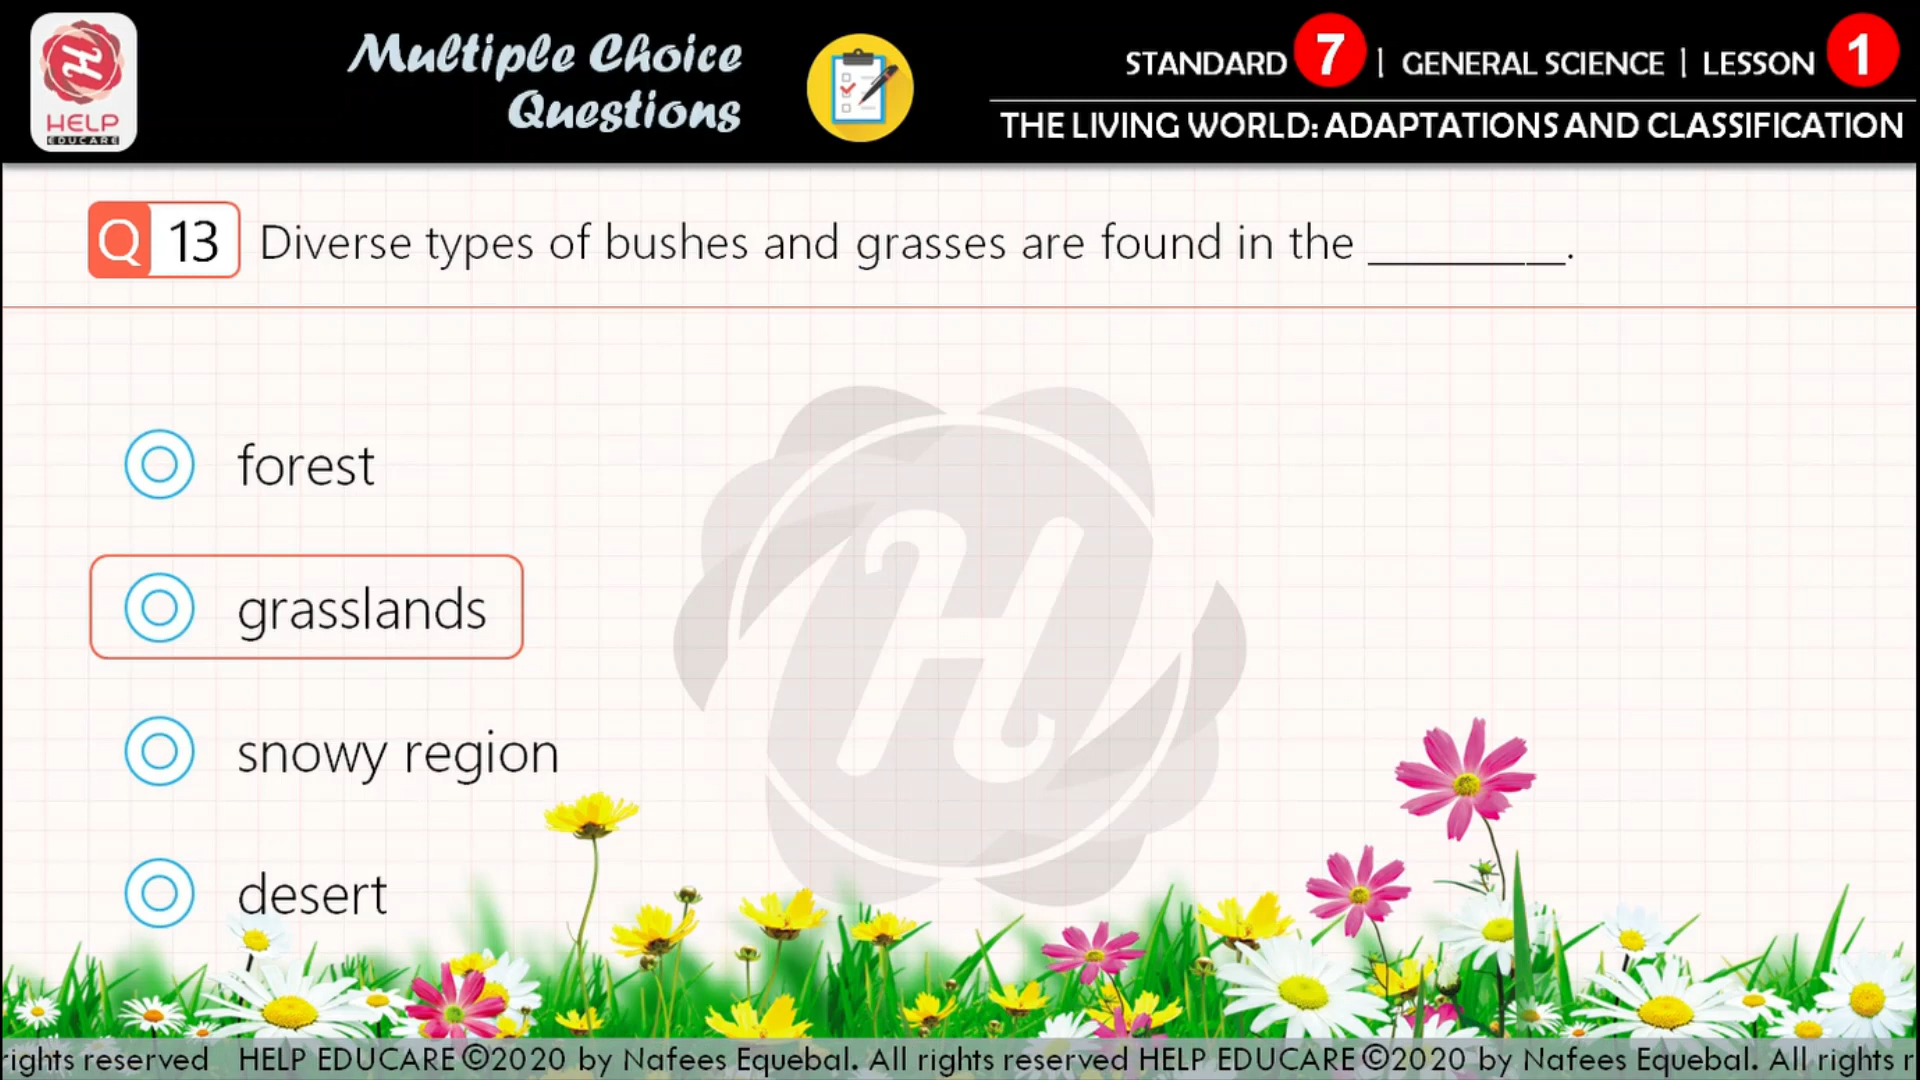 HELP
EDUCARE
Multiple Choice
Questions
STANDARD 7 | GENERAL SCIENCE | LESSON 1
THE LIVING WORLD: ADAPTATIONS AND CLASSIFICATION
Q 13 Diverse types of bushes and grasses are found in the ________.
forest
grasslands
snowy region
desert
rights reserved HELP EDUCARE ©2020 by Nafees Equebal. All rights reserved HELP EDUCARE ©2020 by Nafees Equebal. All rights r